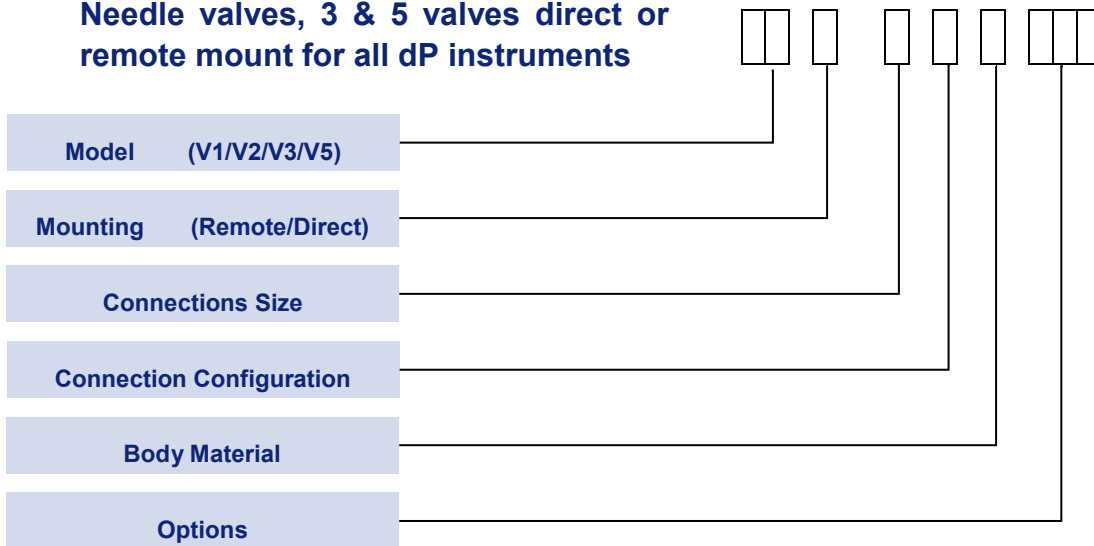 Needle valves, 3 & 5 valves direct or
remote mount for all dP instruments
Model (V1/V2/V3/V5)
Mounting (Remote/Direct)
Connections Size
Connection Configuration
Body Material
Options